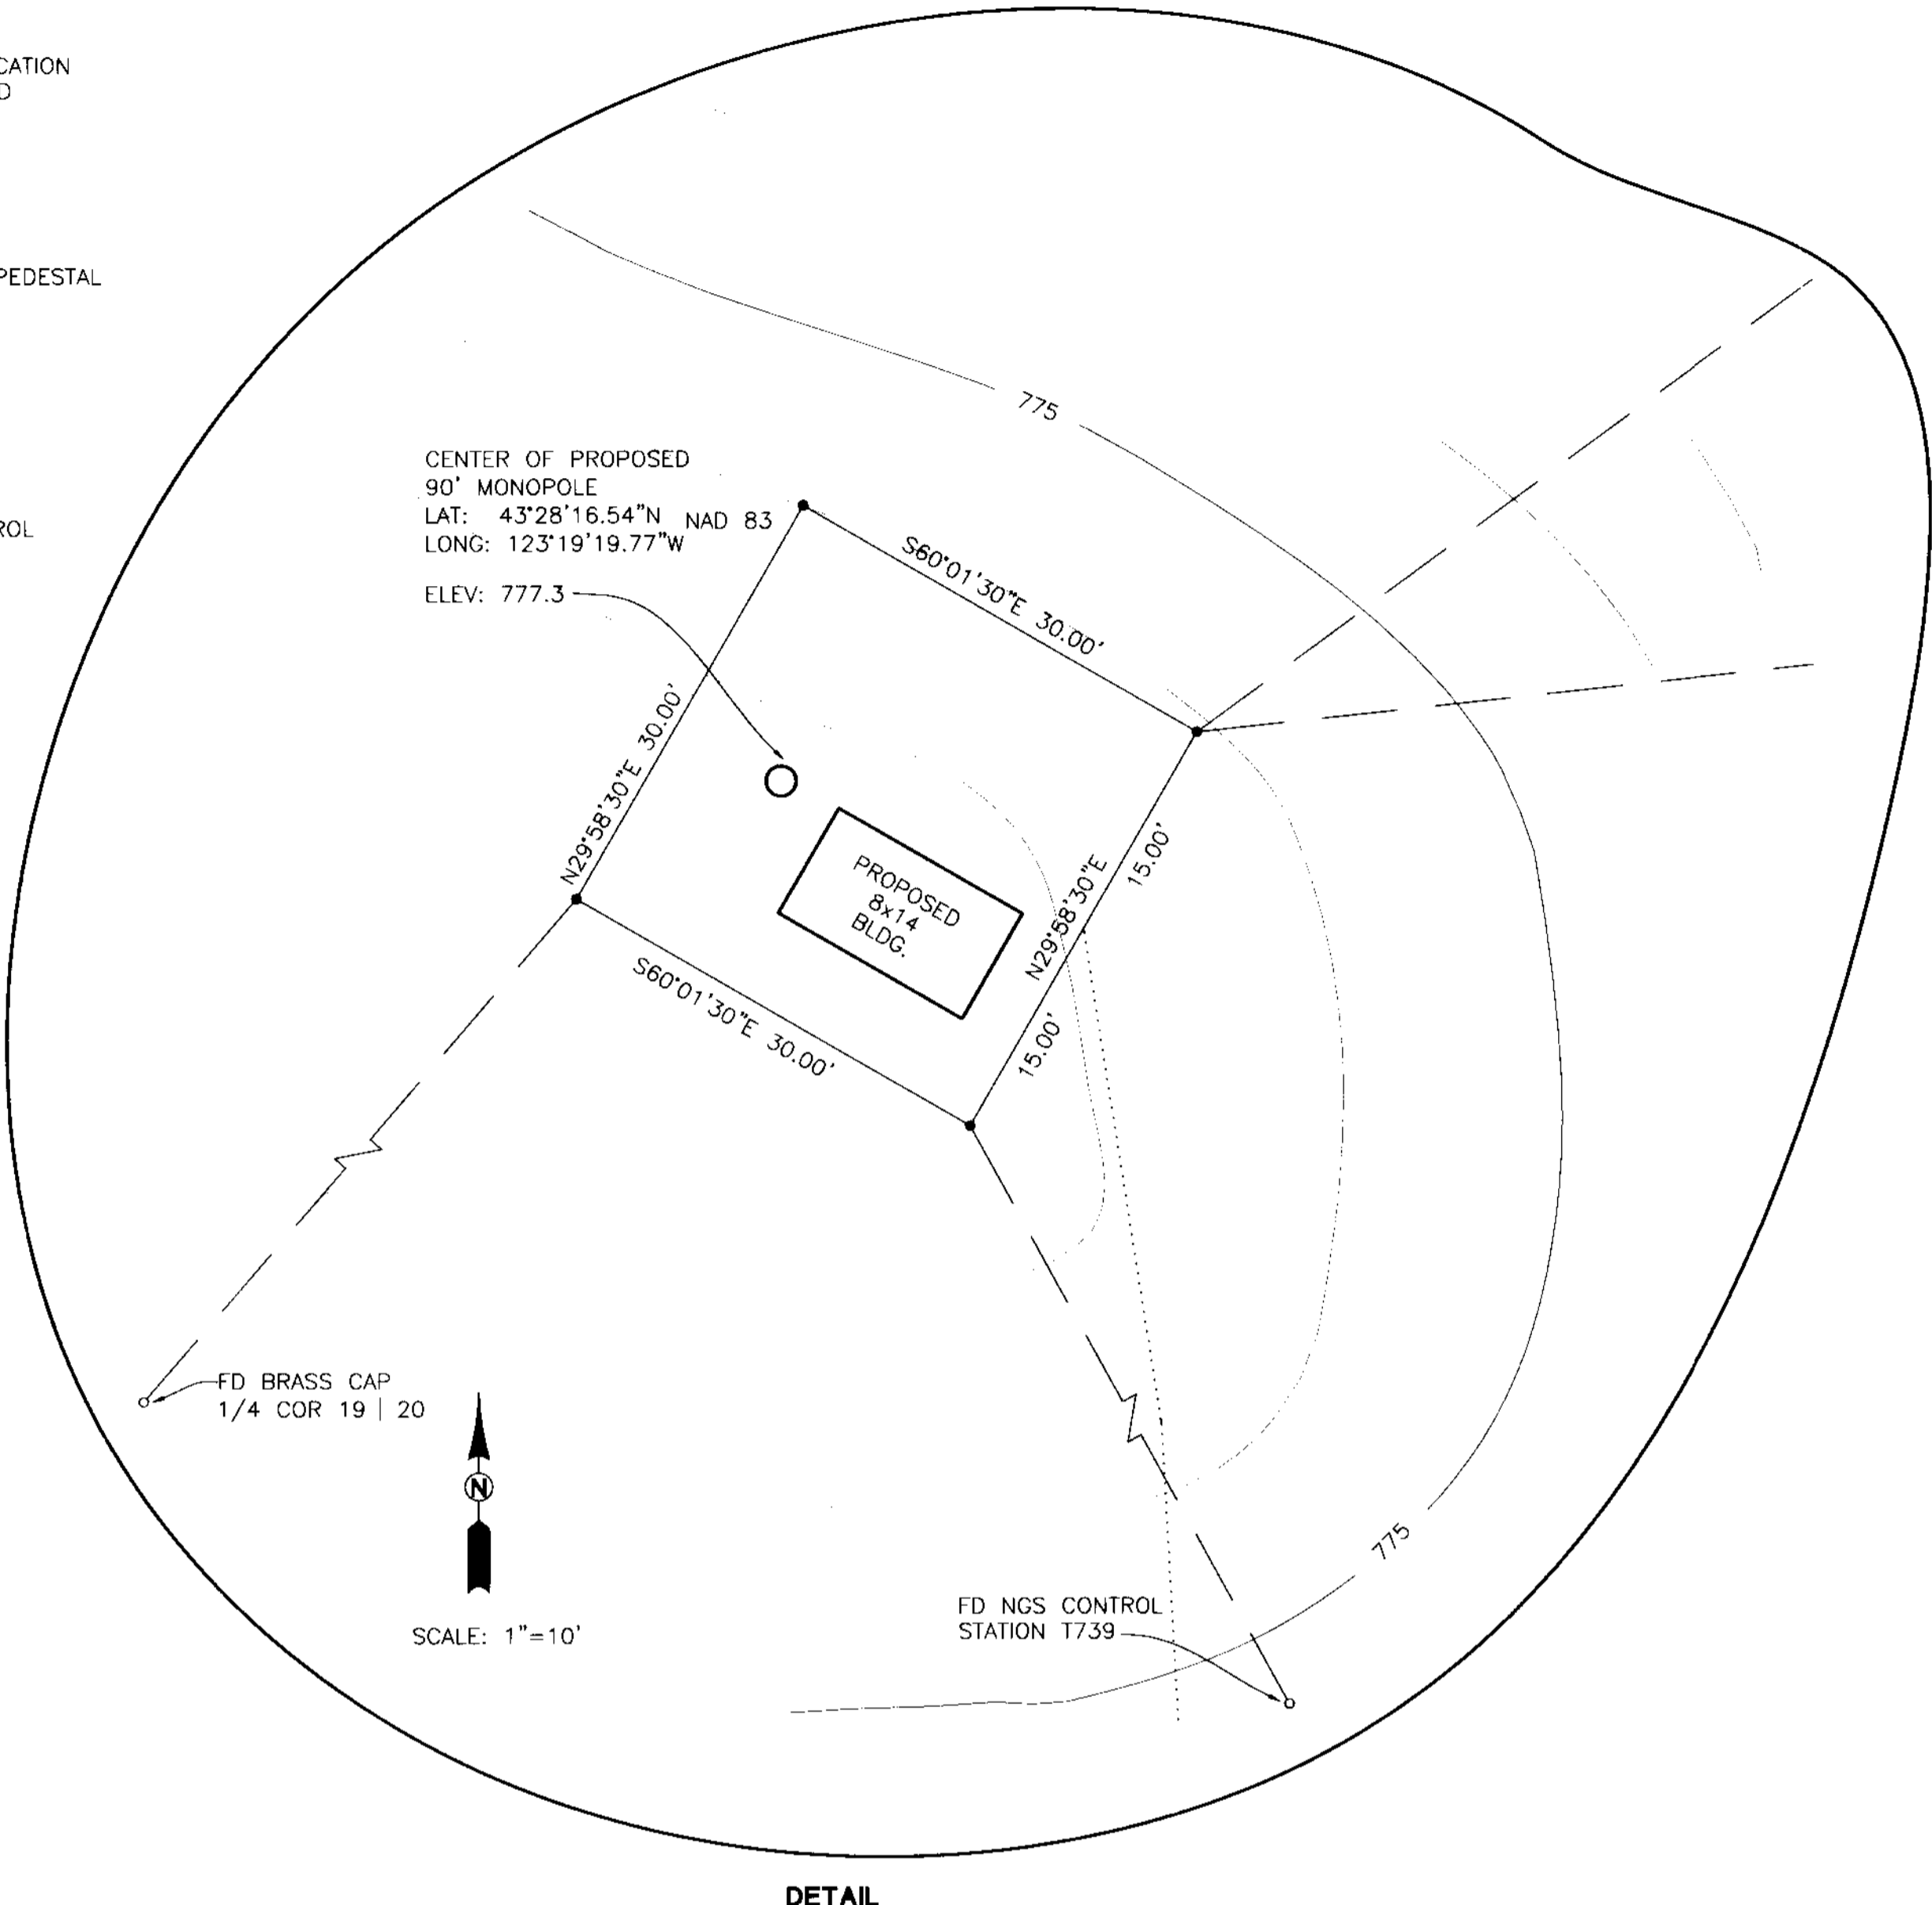 CATION
D
PEDESTAL
ROL
775
CENTER OF PROPOSED
90' MONOPOLE
LAT: 43°28'16.54"N NAD 83
LONG: 123°19'19.77"W
ELEV: 777.3
S60°01'30"E 30.00'
N29°58'30"E 30.00'
PROPOSED
8x14
BLDG.
N29°58'30"E
15.00'
15.00'
S60°01'30"E 30.00'
FD BRASS CAP
1/4 COR 19 | 20
N
SCALE: 1"=10'
775
FD NGS CONTROL
STATION T739
DETAIL